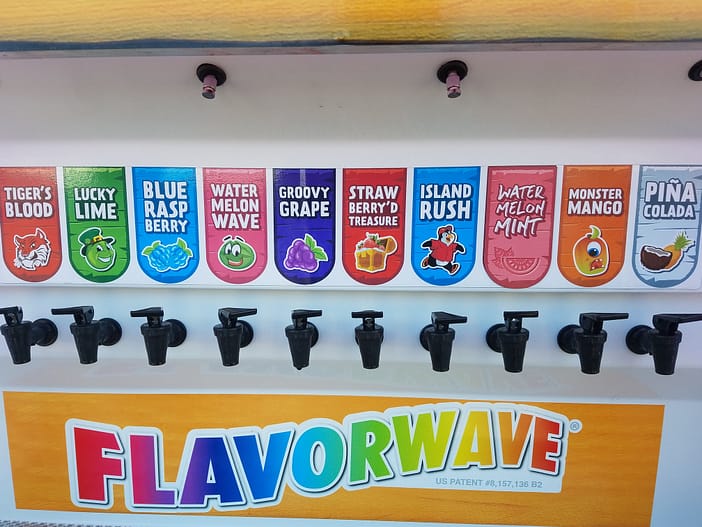 TIGER'S
BLOOD
LUCKY
LIME
BLUE
RASP
BERRY
WATER
MELON
WAVE
GROOVY
GRAPE
STRAW
BERRY'D
TREASURE
ISLAND
RUSH
WATER
MELON
MINT
MONSTER
MANGO
PIÑA
COLADA
FLAVORWAVE®
US PATENT #8,157,136 B2